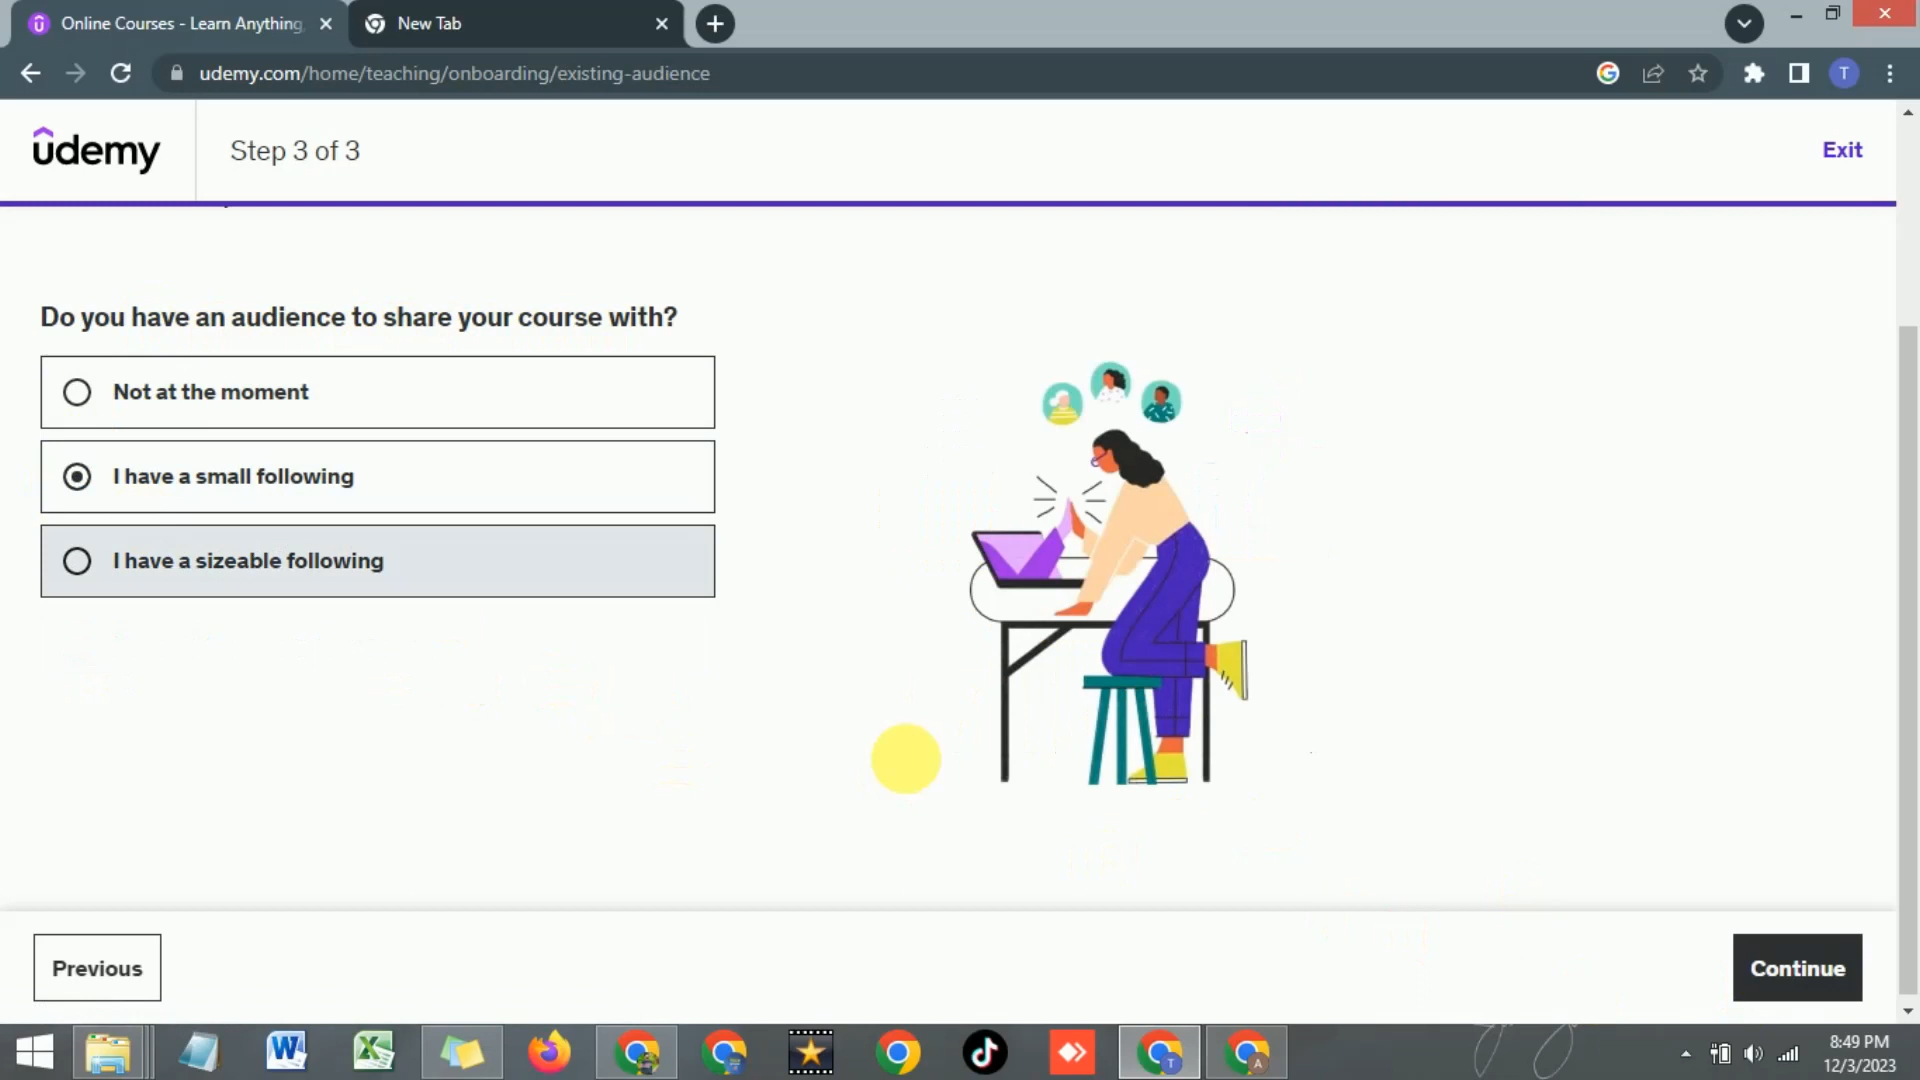 Online Courses - Learn Anything,
New Tab
udemy.com/home/teaching/onboarding/existing-audience
T
udemy
Step 3 of 3
Exit
Do you have an audience to share your course with?
Not at the moment
I have a small following
I have a sizeable following
Previous
Continue
8:49 PM
12/3/2023